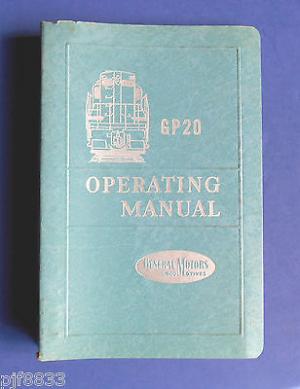 GP20
OPERATING
MANUAL
GENERAL MOTORS
LOCOMOTIVES
pjf8833